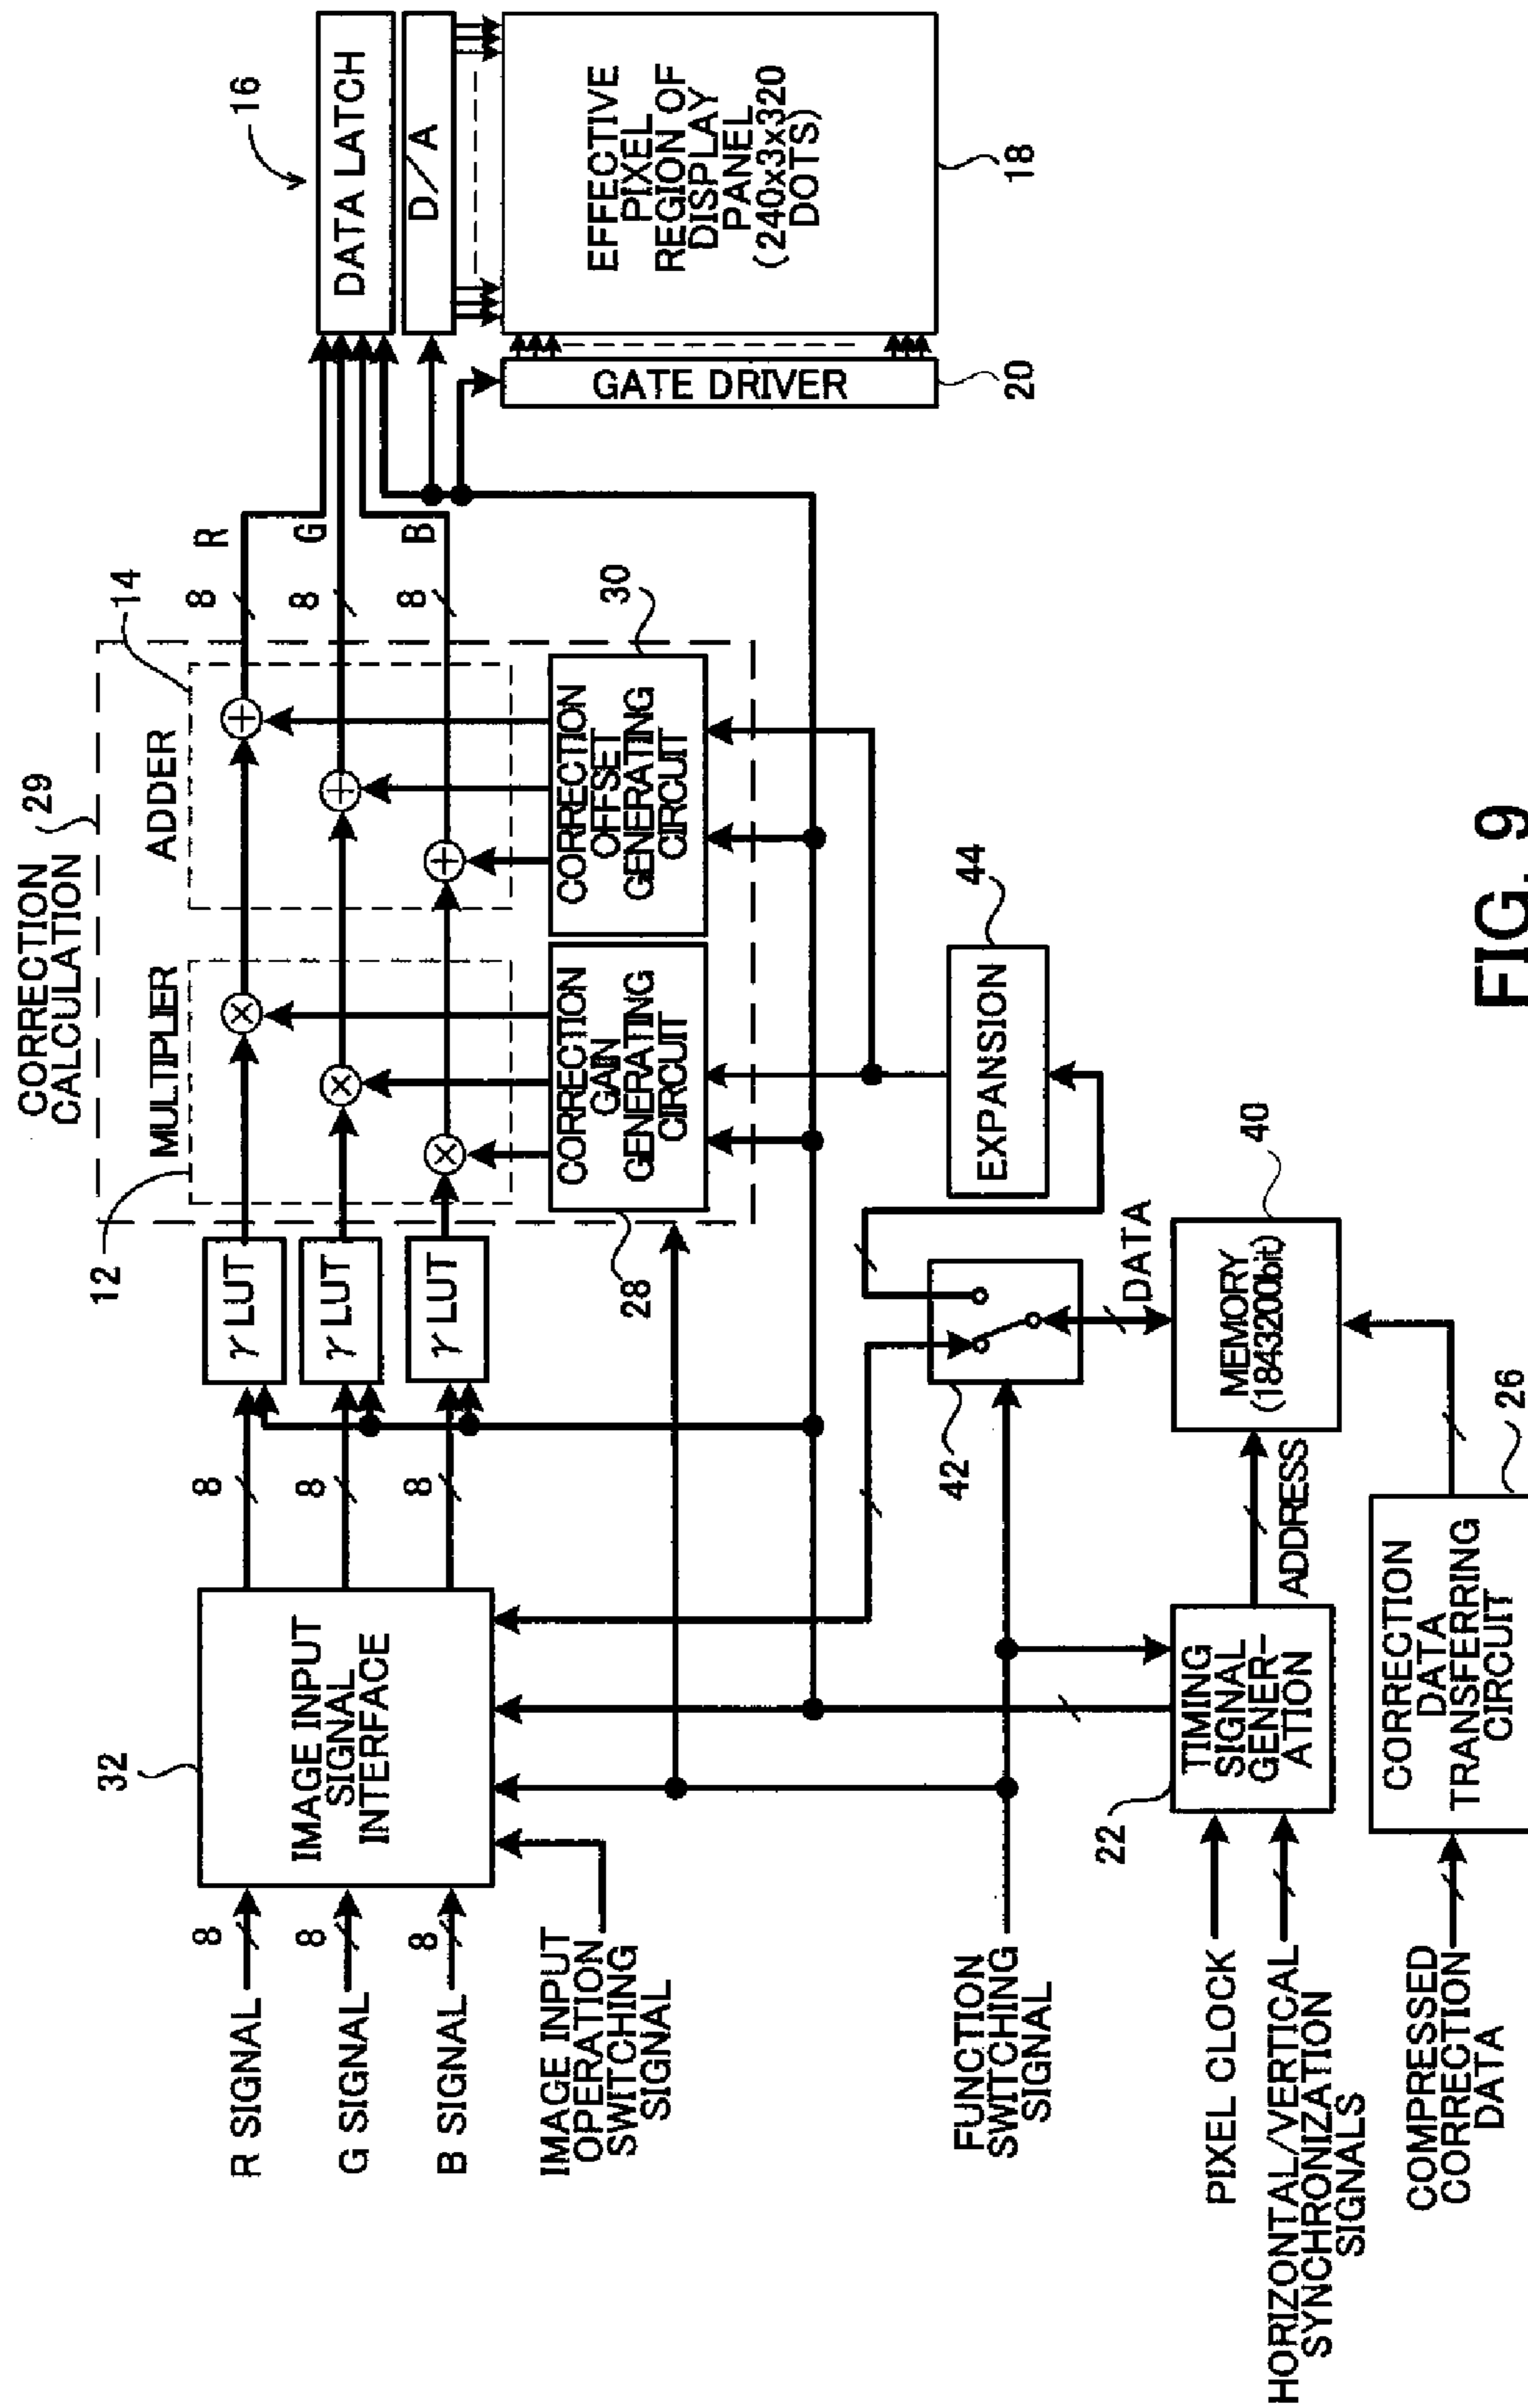 CORRECTION
CALCULATION
29
MULTIPLIER
ADDER
12
14
16
32
R SIGNAL
8
8
γ LUT
8
R
G SIGNAL
8
8
γ LUT
8
G
B SIGNAL
8
8
γ LUT
8
B
IMAGE INPUT
SIGNAL
INTERFACE
DATA LATCH
D/A
IMAGE INPUT
OPERATION
SWITCHING
SIGNAL
28
CORRECTION
GAIN
GENERATING
CIRCUIT
CORRECTION
OFFSET
GENERATING
CIRCUIT
30
GATE DRIVER
20
EFFECTIVE
PIXEL
REGION OF
DISPLAY
PANEL
(240x3x320
DOTS)
18
FUNCTION
SWITCHING
SIGNAL
42
EXPANSION
44
DATA
PIXEL CLOCK
HORIZONTAL/VERTICAL
SYNCHRONIZATION
SIGNALS
22
TIMING
SIGNAL
GENER-
ATION
ADDRESS
MEMORY
(1843200bit)
40
COMPRESSED
CORRECTION
DATA
CORRECTION
DATA
TRANSFERRING
CIRCUIT
26
FIG. 9